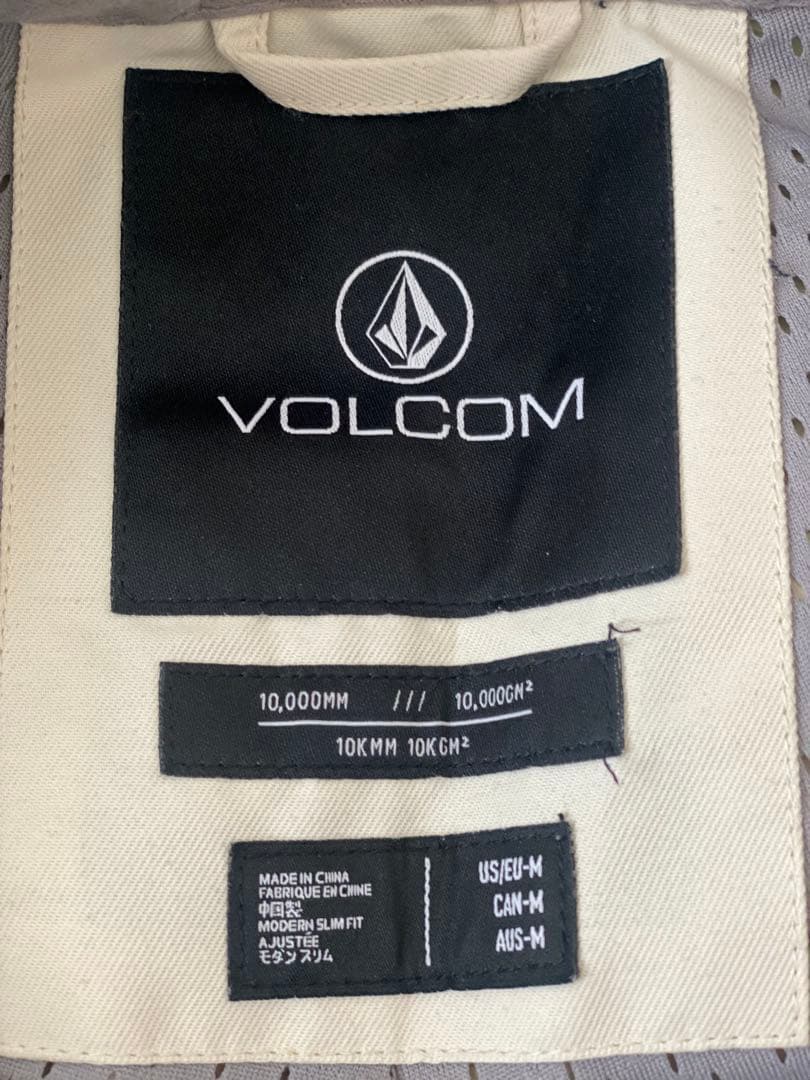 VOLCOM
10,000MM /// 10,000GM²
10KMM 10KGM²
MADE IN CHINA
FABRIQUE EN CHINE
中国製
MODERN SLIM FIT
AJUSTÉE
モダンスリム
US/EU-M
CAN-M
AUS-M